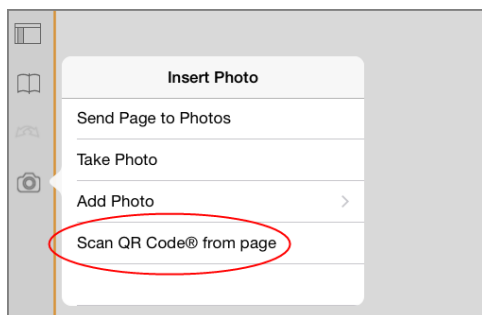 Insert Photo
Send Page to Photos
Take Photo
Add Photo
Scan QR Code® from page